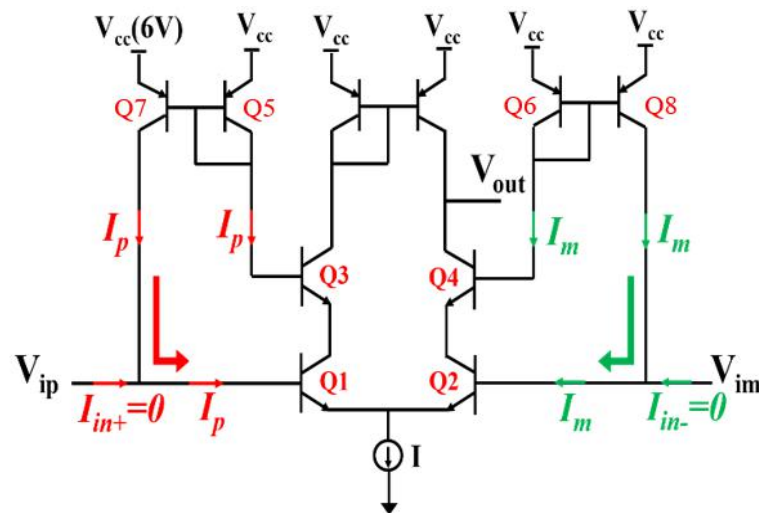 Vcc(6V) Vcc Vcc Vcc Vcc Vcc
Q7 Q5 Q6 Q8
Vout
Ip Ip Im Im
Q3 Q4
Vip Q1 Q2 Vim
Iin+=0 Ip Im Iin-=0
I